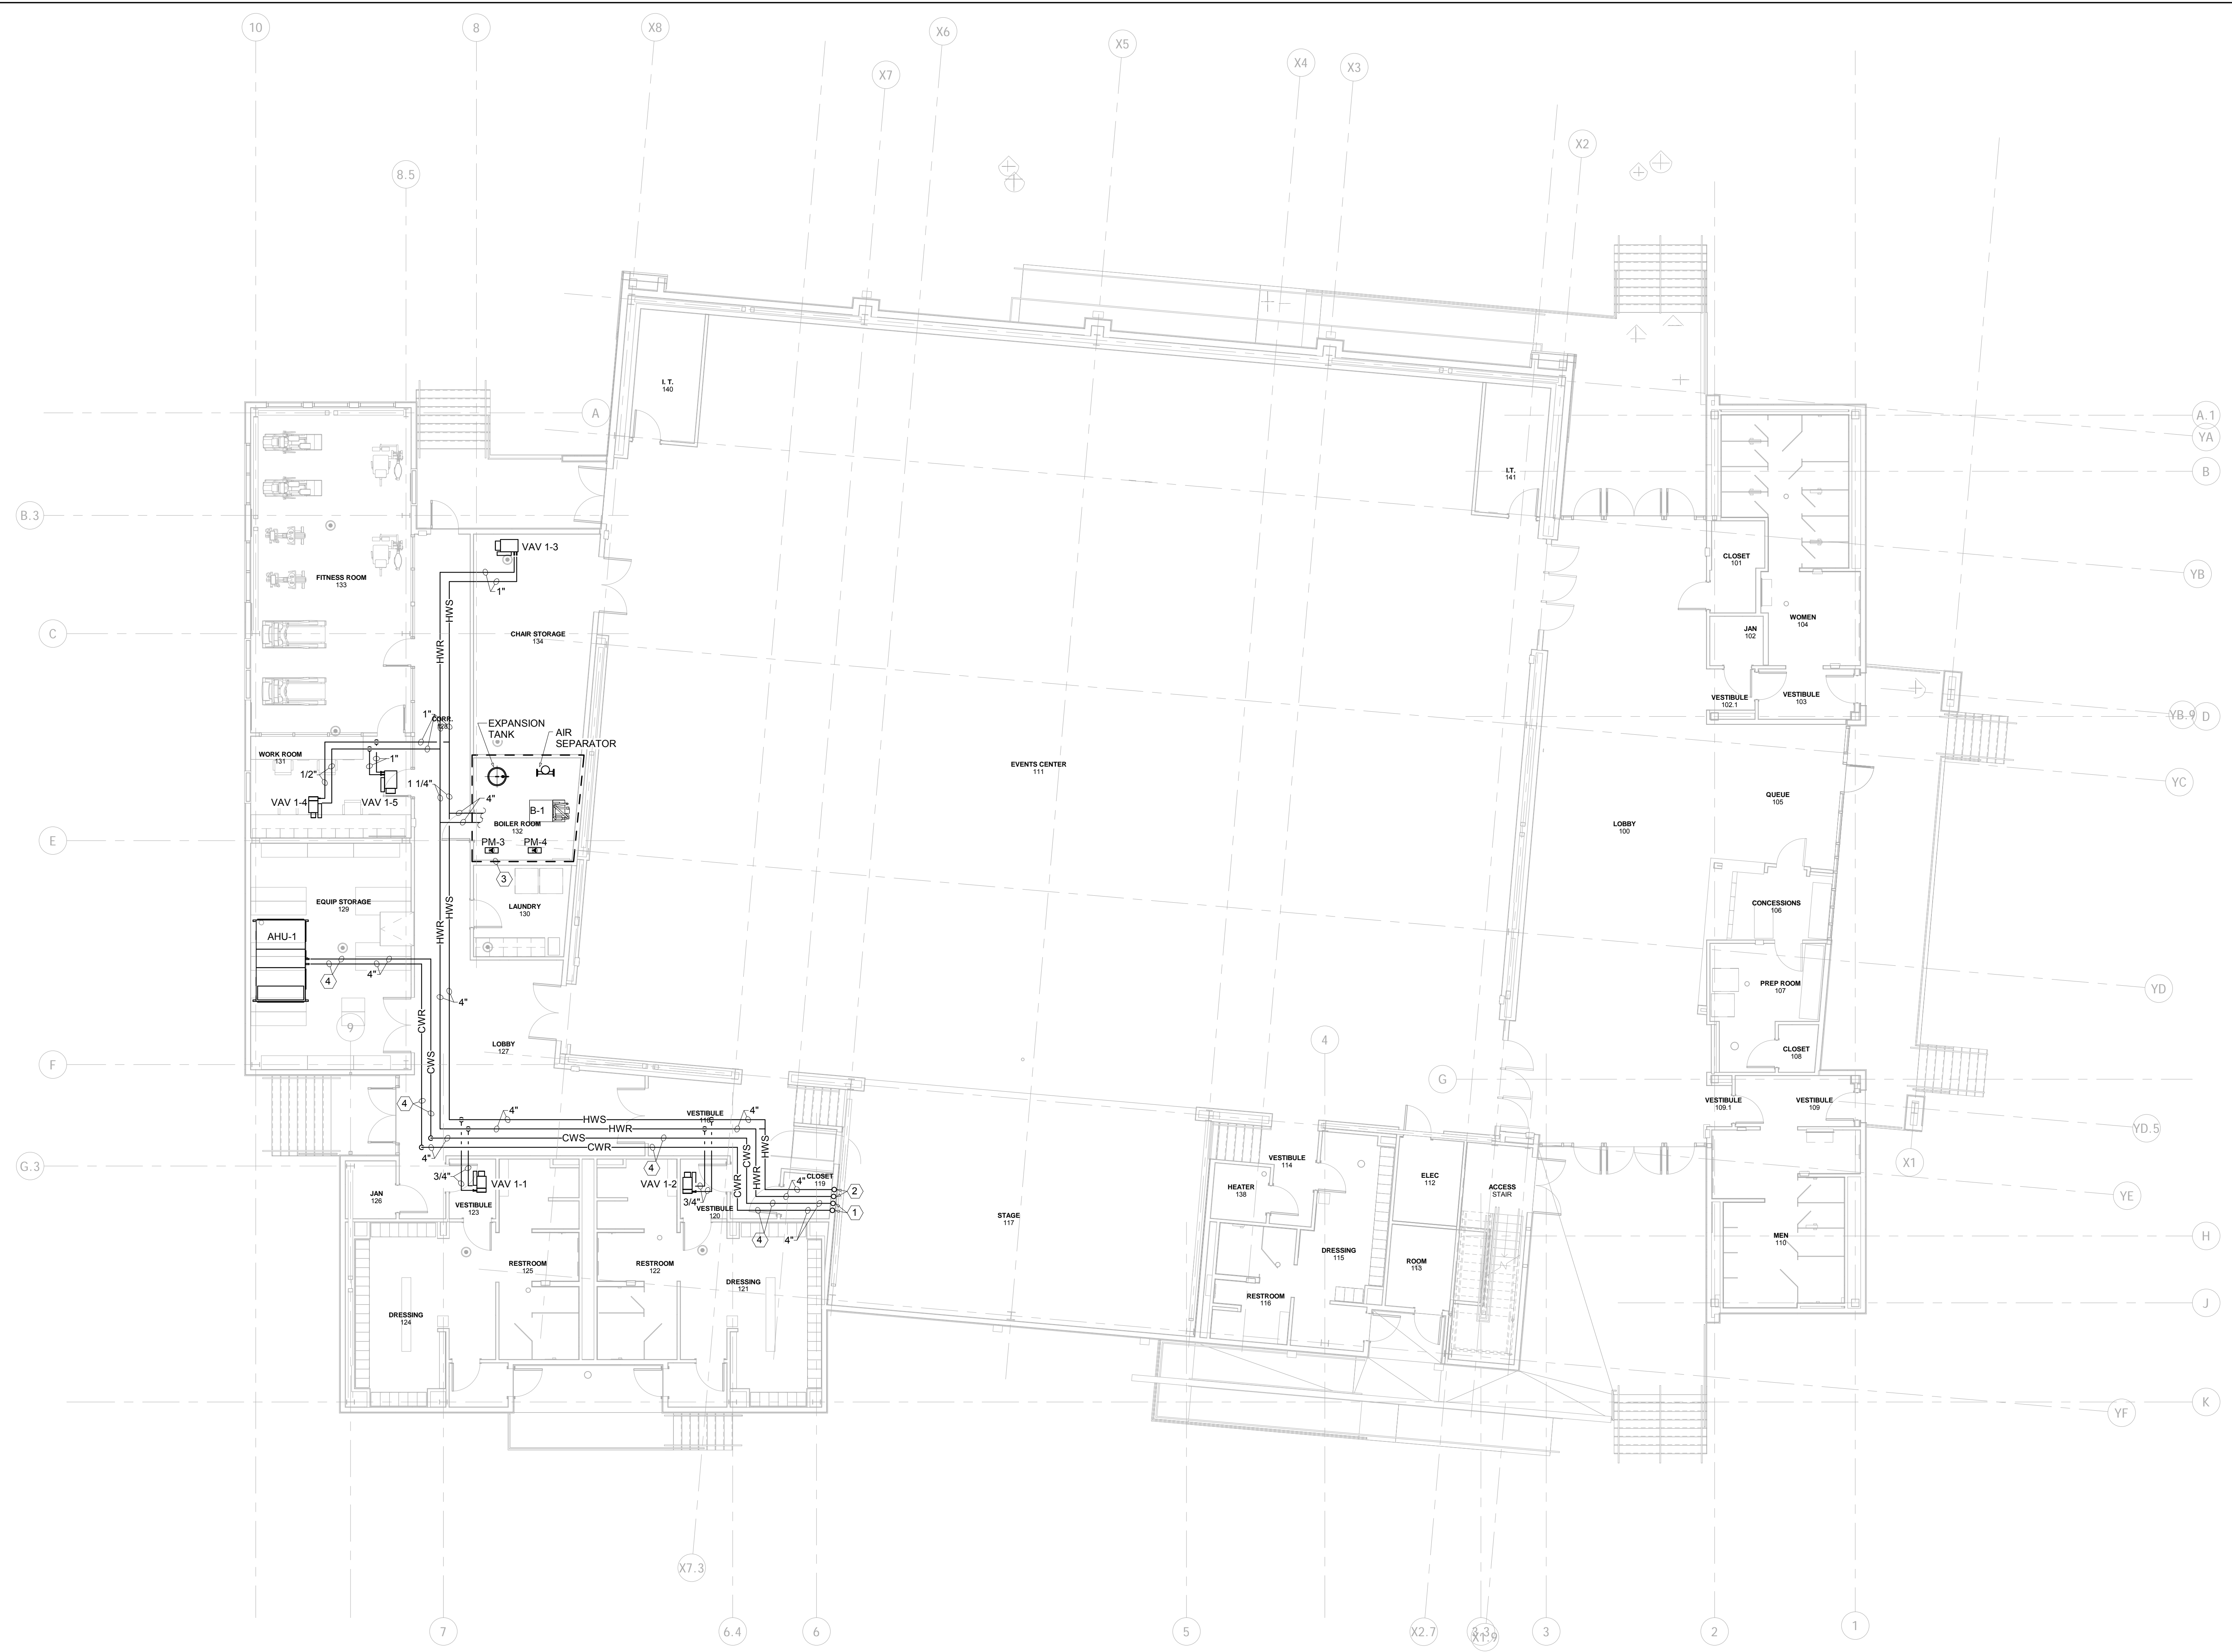 10
8
X8
X6
X5
X7
X4
X3
X2
8.5
I. T.
140
A
A.1
YA
I.T.
141
B
B.3
VAV 1-3
CLOSET
101
YB
FITNESS ROOM
133
1"
HWS
WOMEN
104
C
CHAIR STORAGE
134
JAN
102
HWR
VESTIBULE
102.1
VESTIBULE
103
1"
CORR.
EXPANSION
TANK
AIR
SEPARATOR
YB.9
D
WORK ROOM
131
1"
1/2"
EVENTS CENTER
111
1 1/4"
YC
VAV 1-4
VAV 1-5
4"
B-1
QUEUE
105
BOILER ROOM
132
LOBBY
100
E
PM-3
PM-4
3
EQUIP STORAGE
129
HWS
LAUNDRY
130
CONCESSIONS
106
HWR
AHU-1
4
4"
PREP ROOM
107
YD
4"
CWR
9
LOBBY
127
4
CLOSET
108
F
CWS
G
4
4"
VESTIBULE
4"
HWS
HWR
CWS
CWR
VESTIBULE
109.1
VESTIBULE
109
YD.5
4"
4
CWS
HWS
G.3
VESTIBULE
114
X1
3/4"
VAV 1-1
VAV 1-2
CLOSET
119
ELEC
112
JAN
126
CWR
HWR
4"
2
HEATER
138
ACCESS
STAIR
YE
VESTIBULE
123
3/4"
VESTIBULE
120
1
STAGE
117
4
4"
MEN
110
H
RESTROOM
125
RESTROOM
122
DRESSING
115
ROOM
113
DRESSING
121
RESTROOM
116
J
DRESSING
124
K
YF
X7.3
7
6.4
6
5
X2.7
3.3
X1.9
3
2
1